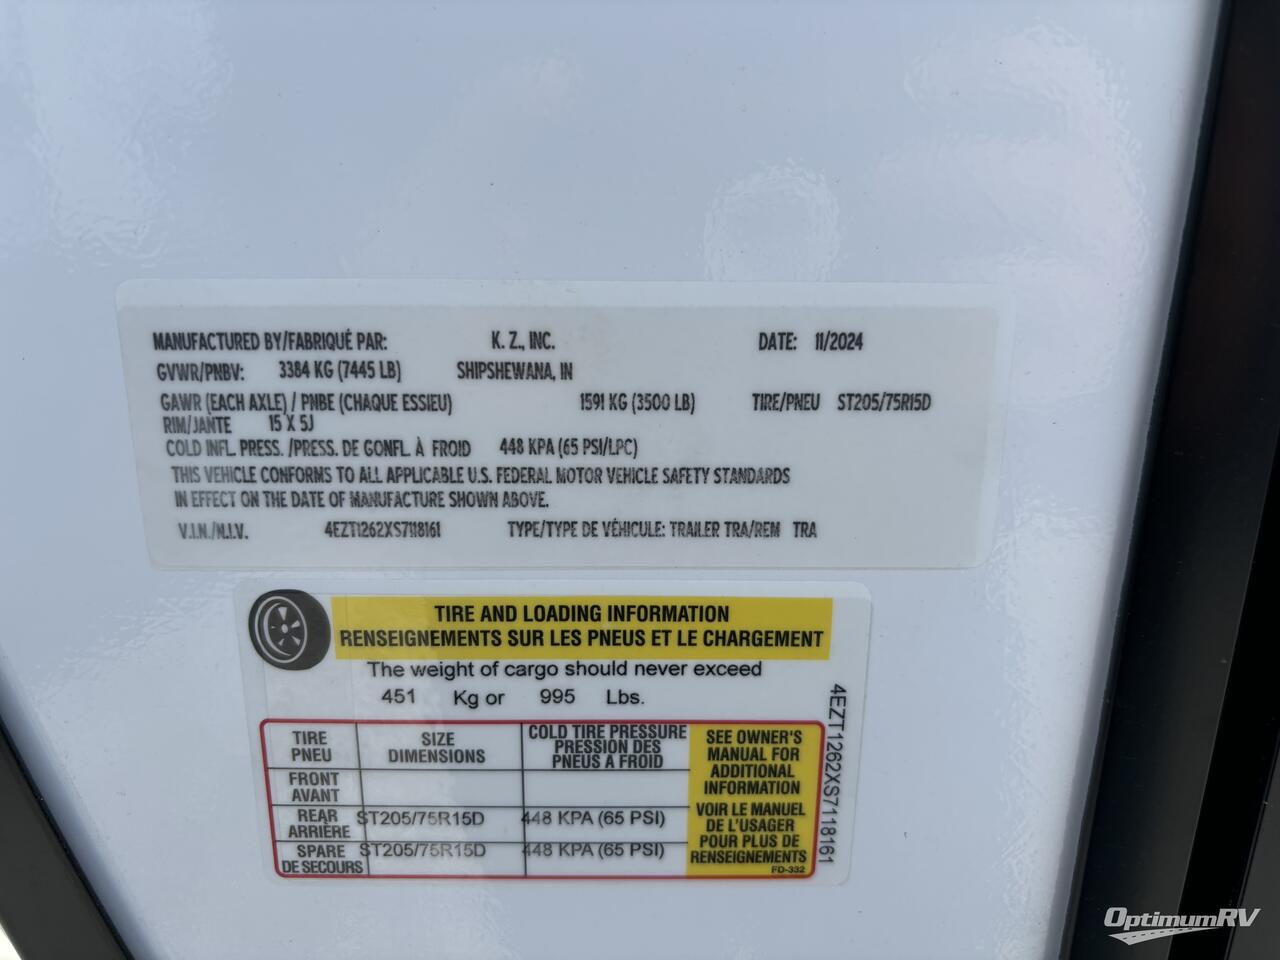 MANUFACTURED BY/FABRIQUÉ PAR: K. Z., INC. DATE: 11/2024
GVWR/PNBV: 3384 KG (7445 LB) SHIPSHEWANA, IN
GAWR (EACH AXLE) / PNBE (CHAQUE ESSIEU) 1591 KG (3500 LB) TIRE/PNEU ST205/75R15D
RIM/JANTE 15 X 5J
COLD INFL. PRESS. /PRESS. DE GONFL. À FROID 448 KPA (65 PSI/LPC)
THIS VEHICLE CONFORMS TO ALL APPLICABLE U.S. FEDERAL MOTOR VEHICLE SAFETY STANDARDS
IN EFFECT ON THE DATE OF MANUFACTURE SHOWN ABOVE.
V.I.N./N.I.V. 4EZT1262XS7118161 TYPE/TYPE DE VÉHICULE: TRAILER TRA/REM TRA
TIRE AND LOADING INFORMATION
RENSEIGNEMENTS SUR LES PNEUS ET LE CHARGEMENT
The weight of cargo should never exceed
451 Kg or 995 Lbs.
TIRE
PNEU
SIZE
DIMENSIONS
COLD TIRE PRESSURE
PRESSION DES
PNEUS A FROID
FRONT
AVANT
REAR
ARRIÈRE
ST205/75R15D
448 KPA (65 PSI)
SPARE
DE SECOURS
ST205/75R15D
448 KPA (65 PSI)
SEE OWNER'S
MANUAL FOR
ADDITIONAL
INFORMATION
VOIR LE MANUEL
DE L'USAGER
POUR PLUS DE
RENSEIGNEMENTS
FD-332
4EZT1262XS7118161
OptimumRV